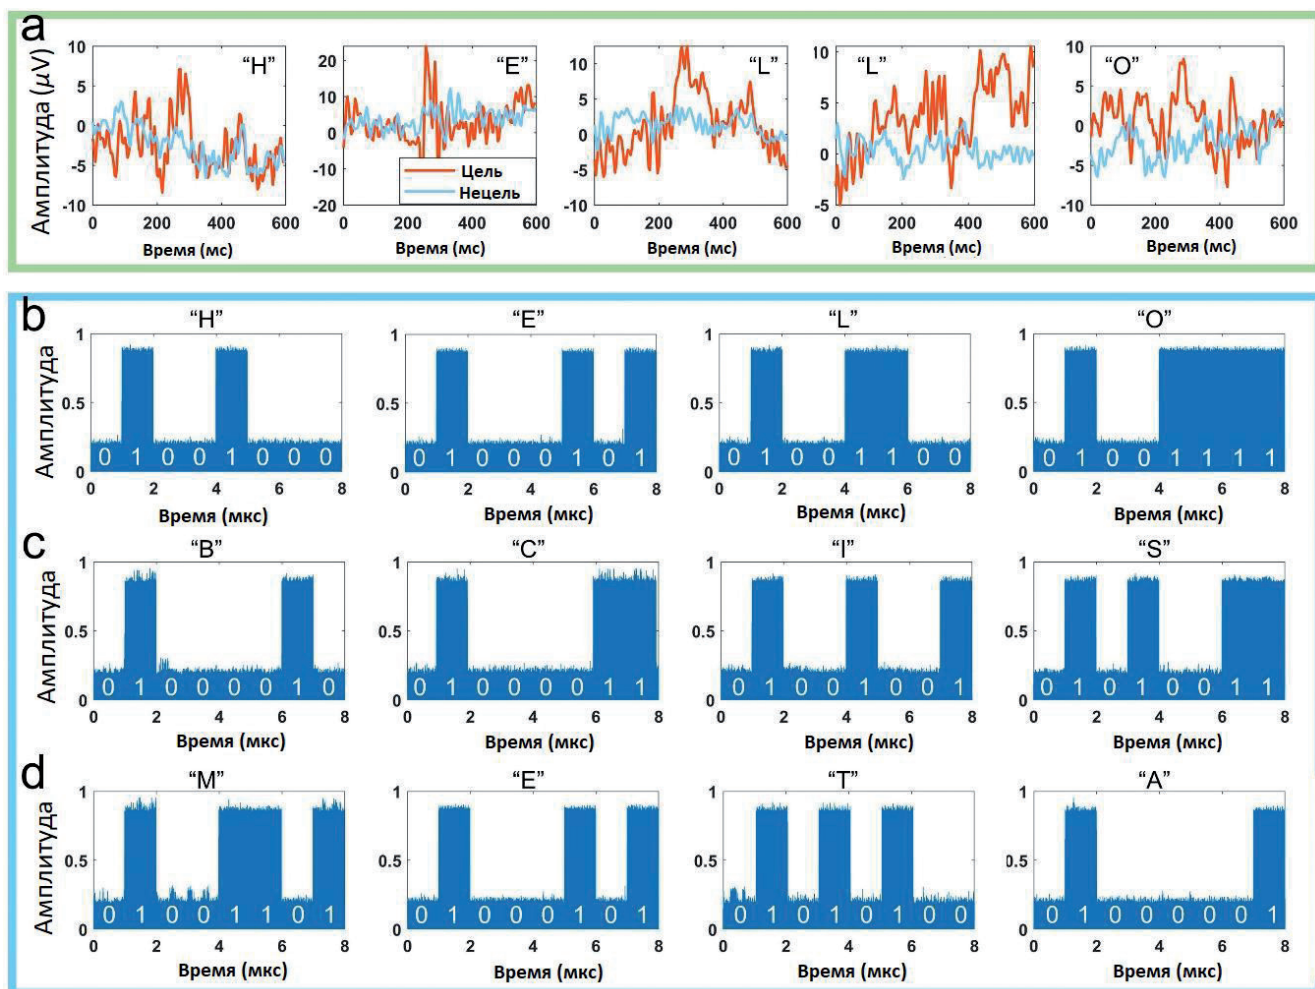 a
“H” “E” “L” “L” “O”
Амплитуда (μV)
10 5 0 -5 -10
0 200 400 600
Время (мс)
20 10 0 -10 -20
Цель
Нецель
0 200 400 600
Время (мс)
10 5 0 -5 -10
0 200 400 600
Время (мс)
10 5 0 -5
0 200 400 600
Время (мс)
10 5 0 -5 -10
0 200 400 600
Время (мс)
b
“H” “E” “L” “O”
Амплитуда
1 0.5 0
0 1 0 0 1 0 0 0
0 2 4 6 8
Время (мкс)
1 0.5 0
0 1 0 0 0 1 0 1
0 2 4 6 8
Время (мкс)
1 0.5 0
0 1 0 0 1 1 0 0
0 2 4 6 8
Время (мкс)
1 0.5 0
0 1 0 0 1 1 1 1
0 2 4 6 8
Время (мкс)
c
“B” “C” “I” “S”
Амплитуда
1 0.5 0
0 1 0 0 0 0 1 0
0 2 4 6 8
Время (мкс)
1 0.5 0
0 1 0 0 0 0 1 1
0 2 4 6 8
Время (мкс)
1 0.5 0
0 1 0 0 1 0 0 1
0 2 4 6 8
Время (мкс)
1 0.5 0
0 1 0 1 0 0 1 1
0 2 4 6 8
Время (мкс)
d
“M” “E” “T” “A”
Амплитуда
1 0.5 0
0 1 0 0 1 1 0 1
0 2 4 6 8
Время (мкс)
1 0.5 0
0 1 0 0 0 1 0 1
0 2 4 6 8
Время (мкс)
1 0.5 0
0 1 0 1 0 1 0 0
0 2 4 6 8
Время (мкс)
1 0.5 0
0 1 0 0 0 0 0 1
0 2 4 6 8
Время (мкс)